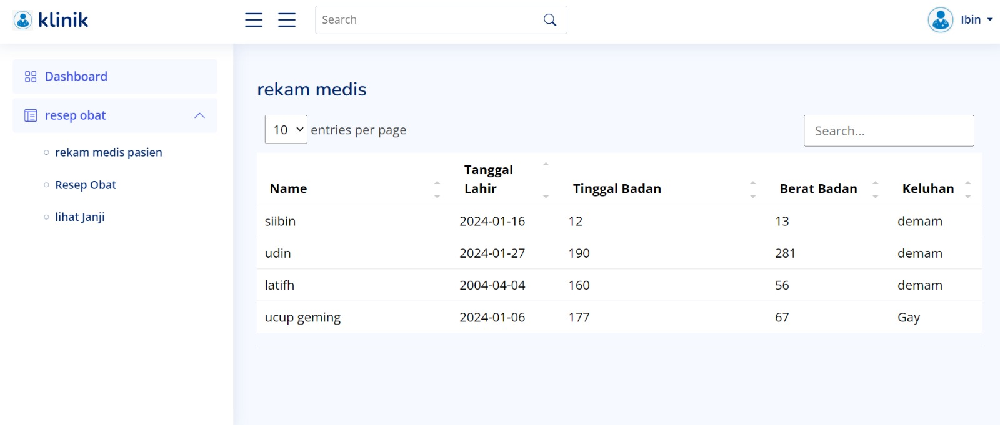 klinik
Search
Ibin
Dashboard
resep obat
rekam medis pasien
Resep Obat
lihat Janji
rekam medis
10 entries per page
Search...
Name Tanggal Lahir Tinggal Badan Berat Badan Keluhan
siibin 2024-01-16 12 13 demam
udin 2024-01-27 190 281 demam
latifh 2004-04-04 160 56 demam
ucup geming 2024-01-06 177 67 Gay